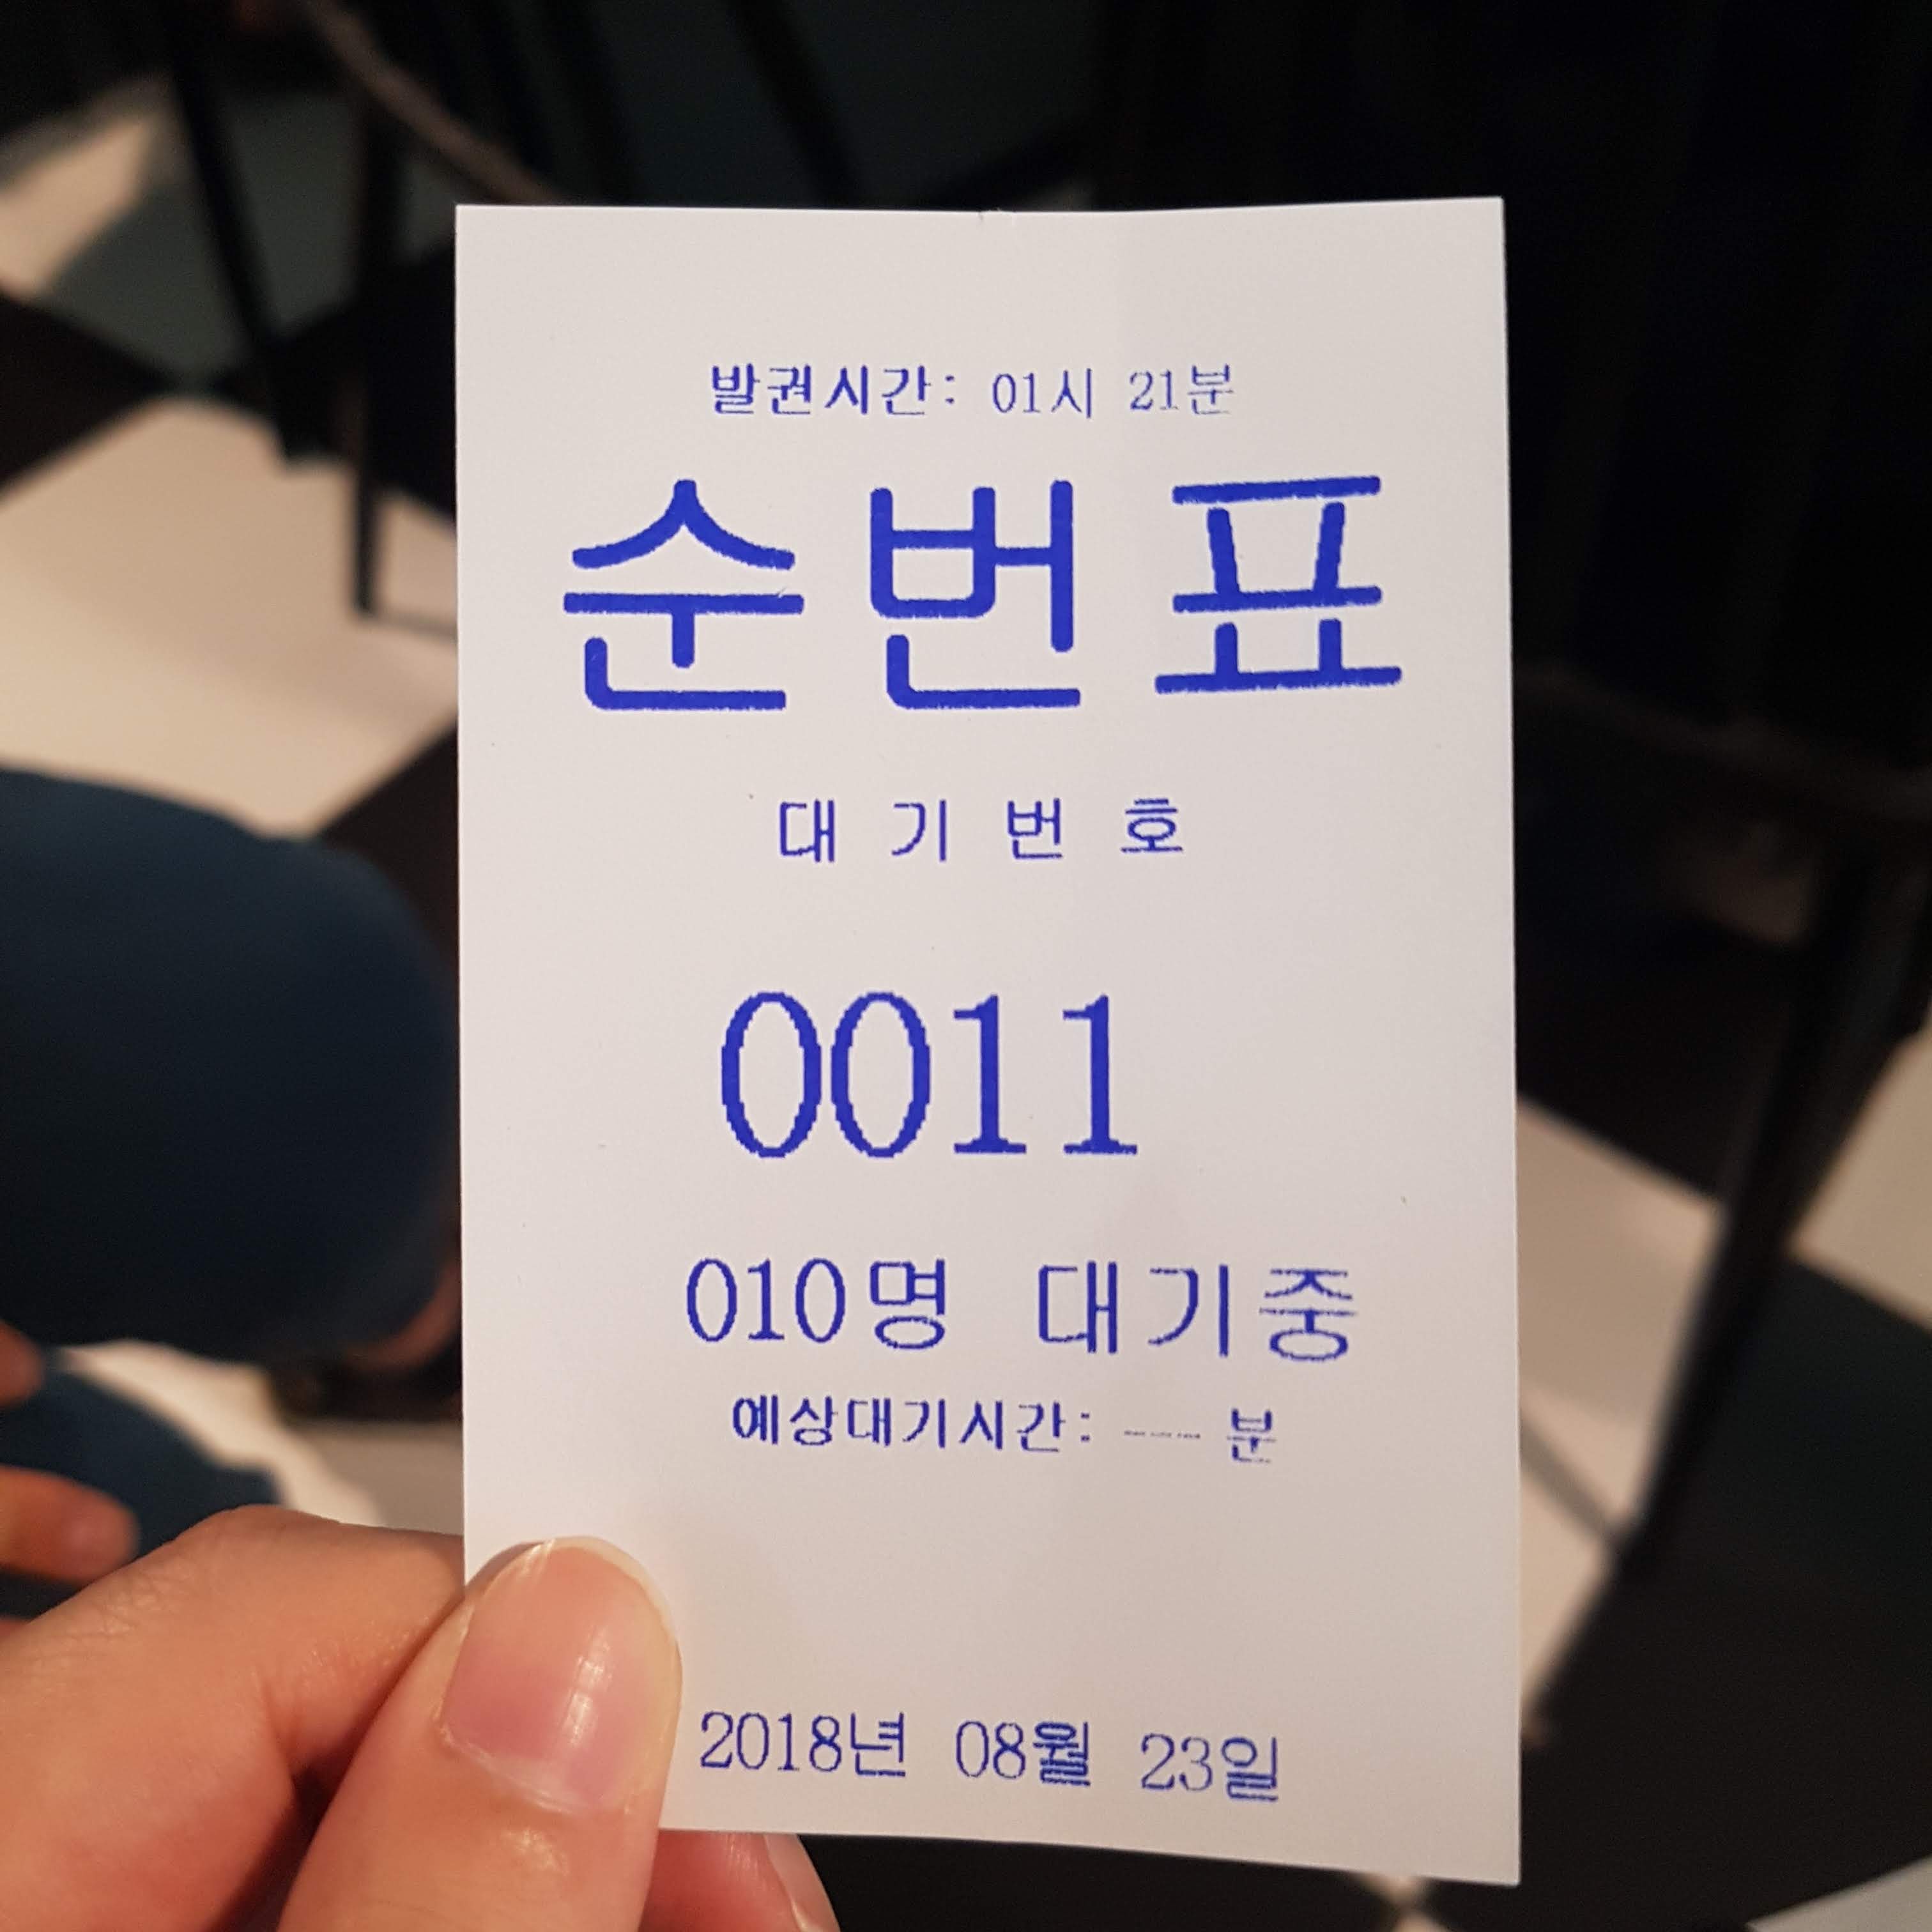 발권시간: 01시 21분
순번표
대 기 번 호
0011
010명 대기중
예상대기시간: --- 분
2018년 08월 23일